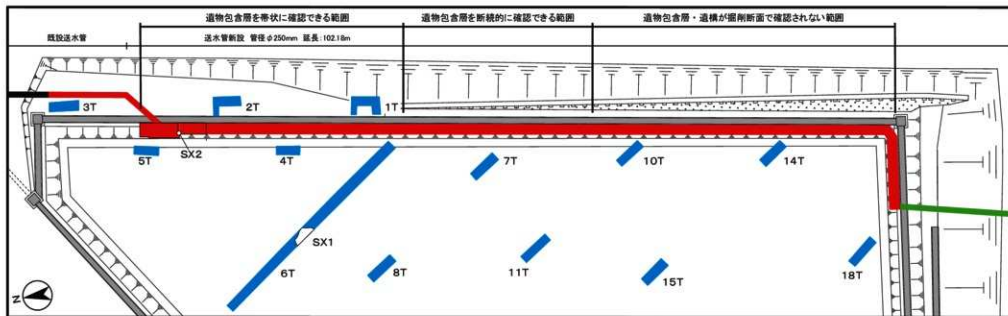 遺物包含層を帯状に確認できる範囲 遺物包含層を断続的に確認できる範囲 遺物包含層・遺構が掘削断面で確認されない範囲
既設送水管 送水管新設 管径φ250mm 延長:102.18m
3T 2T 1T
SX2
5T 4T 7T 10T 14T
SX1
6T 8T 11T 15T 18T
N